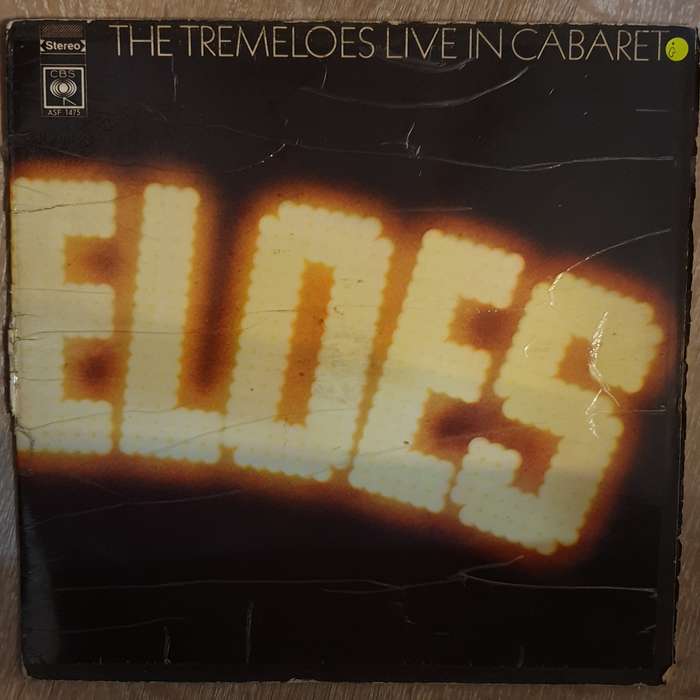 Stereo
THE TREMELOES LIVE IN CABARET
CBS
ASF 1475
ELOES